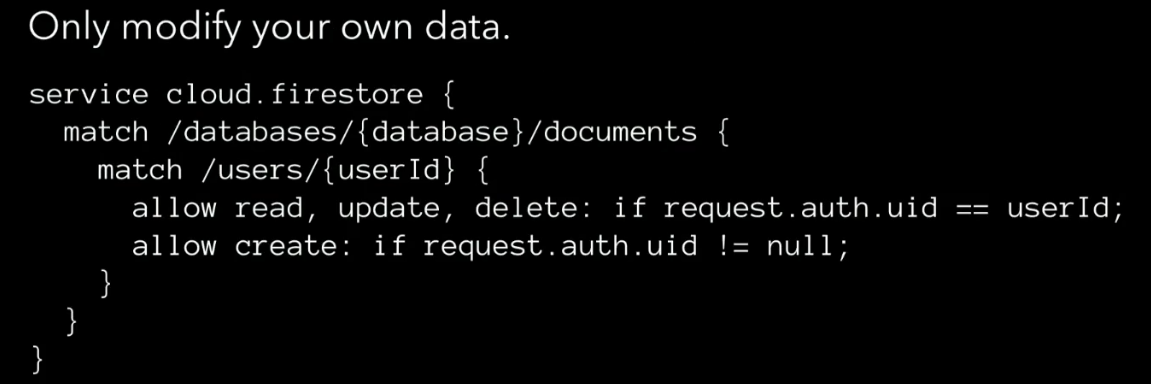 Only modify your own data.
service cloud.firestore {
  match /databases/{database}/documents {
    match /users/{userId} {
      allow read, update, delete: if request.auth.uid == userId;
      allow create: if request.auth.uid != null;
    }
  }
}